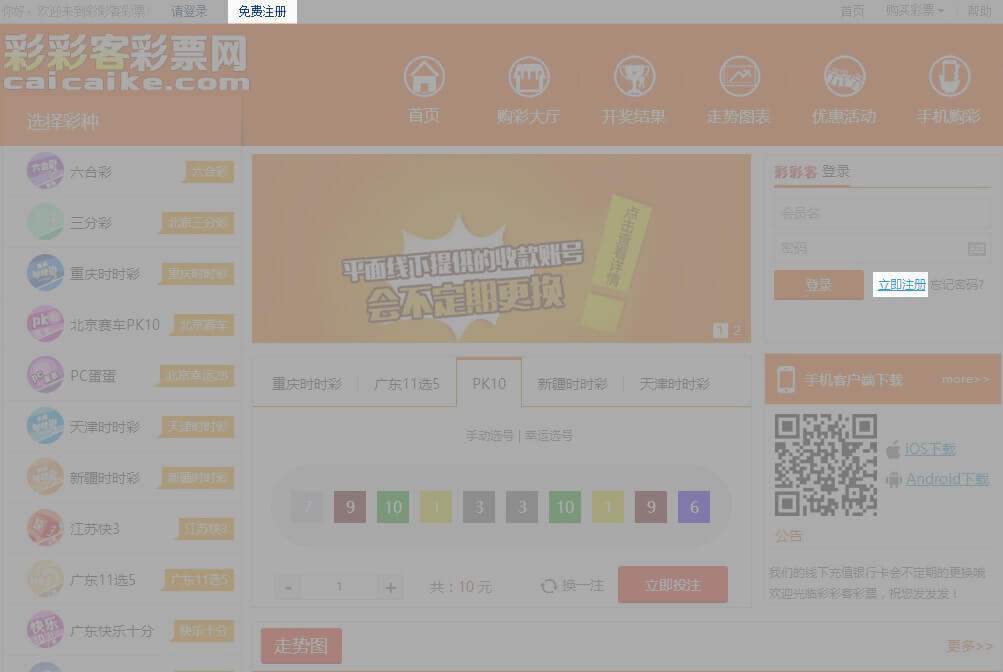 你好，欢迎来到彩彩客彩票！ 请登录 免费注册 首页 购买彩票 帮助
彩彩客彩票网
caicaike.com
首页 购彩大厅 开奖结果 走势图表 优惠活动 手机购彩
选择彩种
六合彩 六合彩
三分彩 北京三分彩
重庆时时彩 重庆时时彩
北京赛车PK10 北京赛车
PC蛋蛋 北京幸运28
天津时时彩 天津时时彩
新疆时时彩 新疆时时彩
江苏快3 江苏快3
广东11选5 广东11选5
广东快乐十分 快乐十分
平面线下提供的收款账号
会不定期更换
点击查看详情
1 2
重庆时时彩 广东11选5 PK10 新疆时时彩 天津时时彩
手动选号 | 幸运选号
7 9 10 1 3 3 10 1 9 6
- 1 + 共：10 元 换一注 立即投注
走势图 更多>>
彩彩客 登录
会员名
密码
登录 立即注册 忘记密码?
手机客户端下载 more>>
iOS下载
Android下载
公告
我们的线下充值银行卡会不定期的更换哦
欢迎光临彩彩客彩票，祝您发发发！